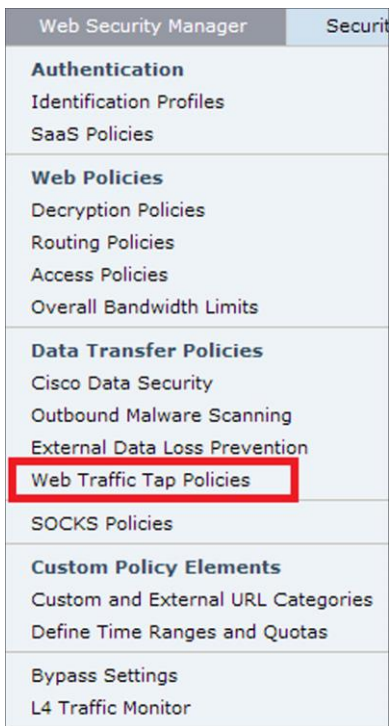 Web Security Manager
Securit
Authentication
Identification Profiles
SaaS Policies
Web Policies
Decryption Policies
Routing Policies
Access Policies
Overall Bandwidth Limits
Data Transfer Policies
Cisco Data Security
Outbound Malware Scanning
External Data Loss Prevention
Web Traffic Tap Policies
SOCKS Policies
Custom Policy Elements
Custom and External URL Categories
Define Time Ranges and Quotas
Bypass Settings
L4 Traffic Monitor